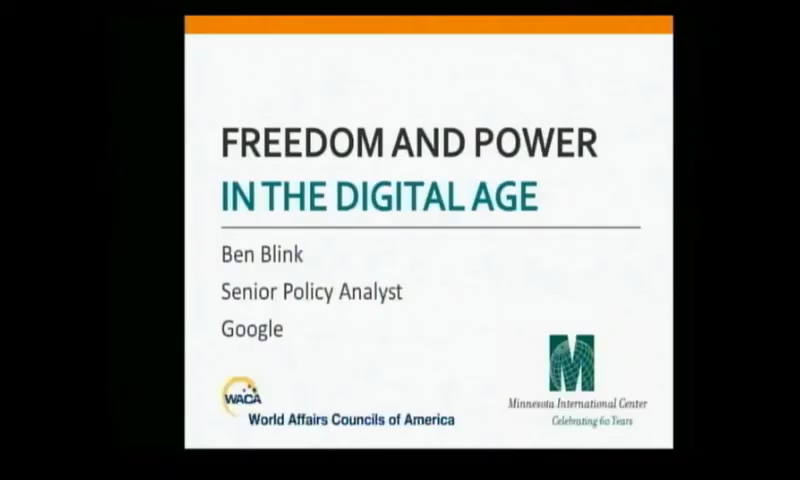 FREEDOM AND POWER
IN THE DIGITAL AGE
Ben Blink
Senior Policy Analyst
Google
WACA
World Affairs Councils of America
M
Minnesota International Center
Celebrating 60 Years